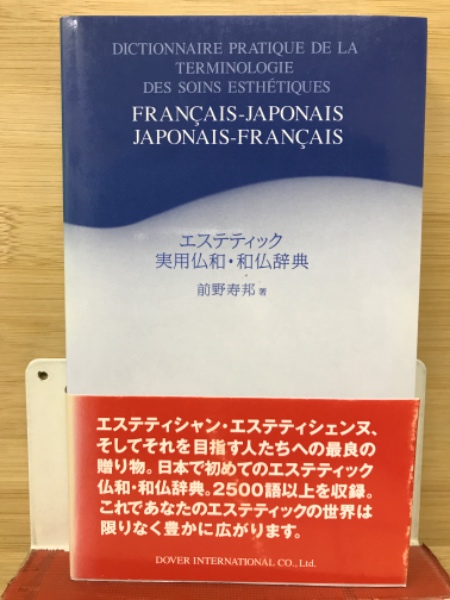 DICTIONNAIRE PRATIQUE DE LA
TERMINOLOGIE
DES SOINS ESTHÉTIQUES
FRANÇAIS-JAPONAIS
JAPONAIS-FRANÇAIS
エステティック
実用仏和・和仏辞典
前野寿邦 著
エステティシャン・エステティシェンヌ、
そしてそれを目指す人たちへの最良の
贈り物。日本で初めてのエステティック
仏和・和仏辞典。2500語以上を収録。
これであなたのエステティックの世界は
限りなく豊かに広がります。
DOVER INTERNATIONAL CO., Ltd.